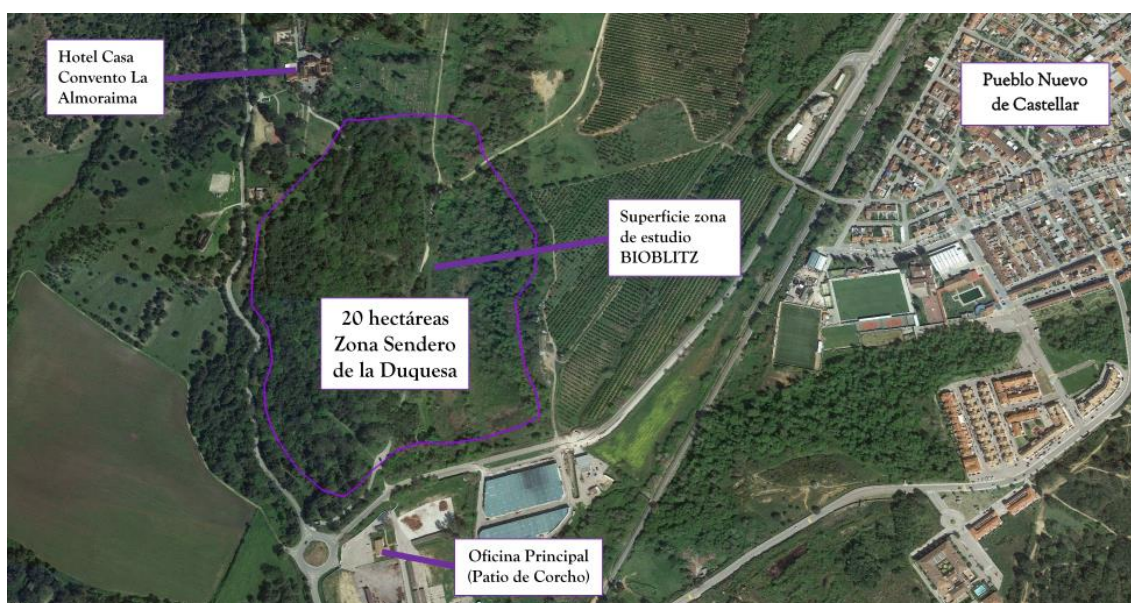 Hotel Casa
Convento La
Almoraima
Pueblo Nuevo
de Castellar
Superficie zona
de estudio
BIOBLITZ
20 hectáreas
Zona Sendero
de la Duquesa
Oficina Principal
(Patio de Corcho)